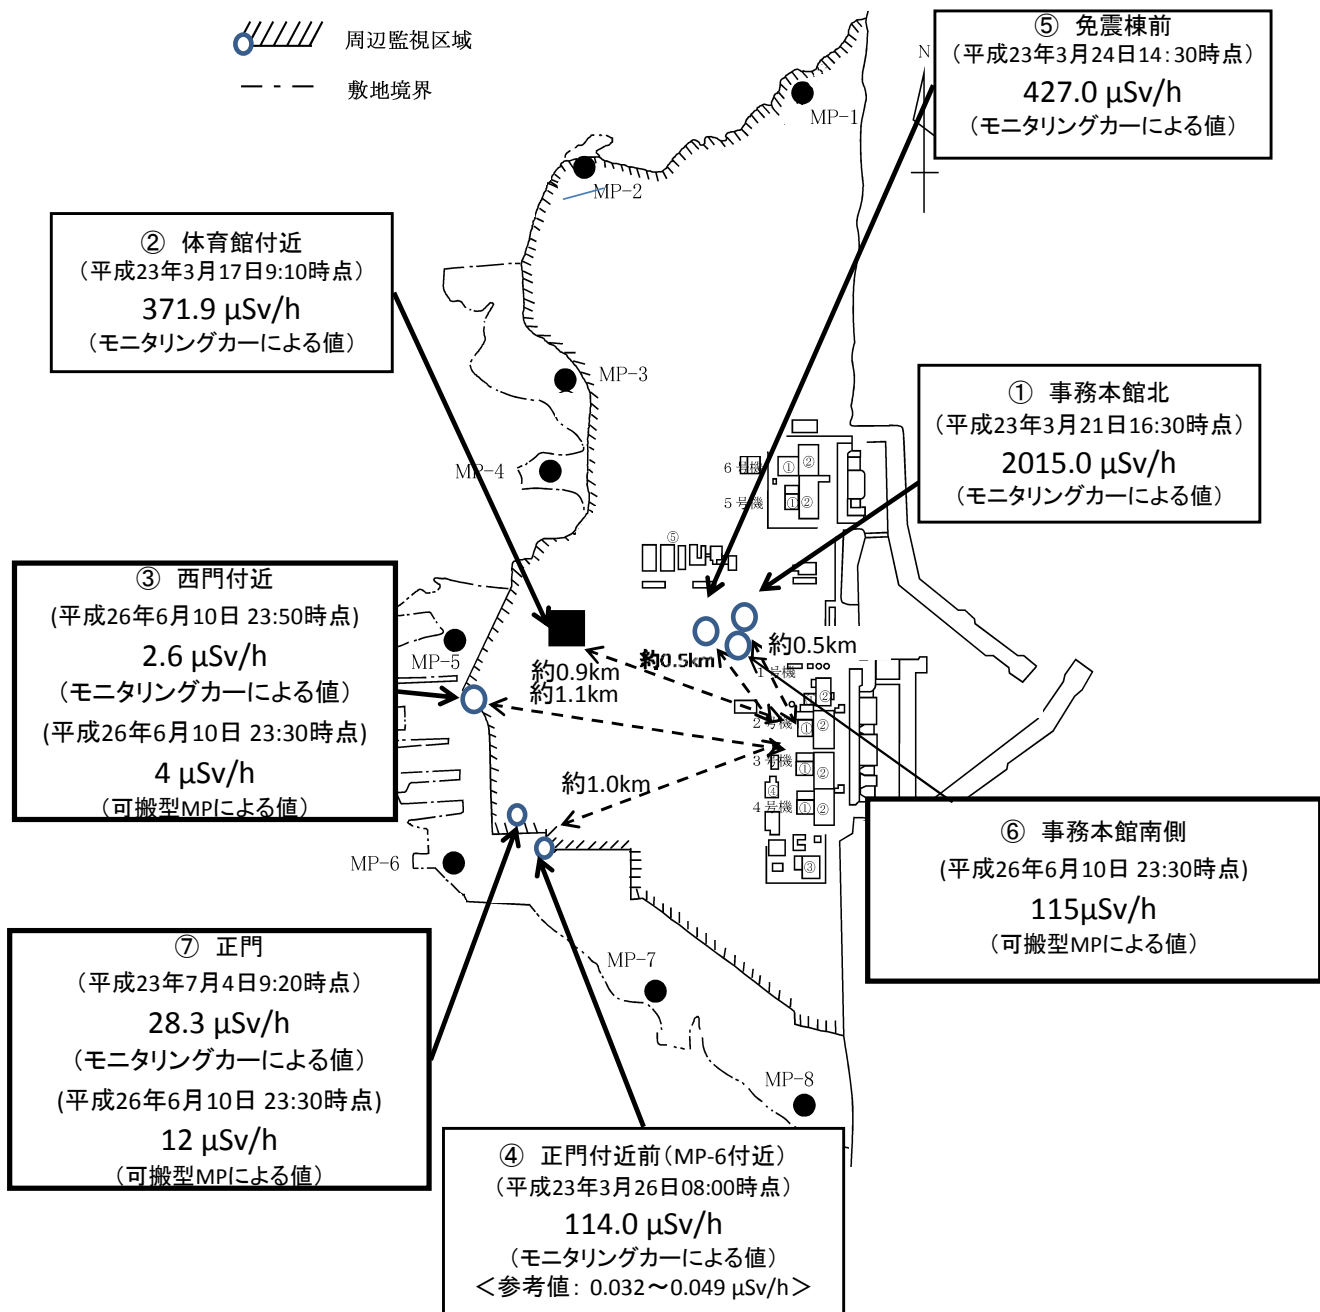 周辺監視区域
敷地境界
⑤ 免震棟前
（平成23年3月24日14:30時点）
427.0 μSv/h
（モニタリングカーによる値）
N
MP-1
MP-2
② 体育館付近
（平成23年3月17日9:10時点）
371.9 μSv/h
（モニタリングカーによる値）
MP-3
① 事務本館北
（平成23年3月21日16:30時点）
2015.0 μSv/h
（モニタリングカーによる値）
MP-4
6号機
①
②
5号機
①
②
⑤
③ 西門付近
(平成26年6月10日 23:50時点)
2.6 μSv/h
（モニタリングカーによる値）
(平成26年6月10日 23:30時点)
4 μSv/h
（可搬型MPによる値）
MP-5
約0.9km
約1.1km
約0.5km
約0.5km
1号機
②
2号機
①
②
3号機
①
②
④
4号機
①
②
③
約1.0km
⑥ 事務本館南側
(平成26年6月10日 23:30時点)
115μSv/h
（可搬型MPによる値）
MP-6
⑦ 正門
（平成23年7月4日9:20時点）
28.3 μSv/h
（モニタリングカーによる値）
(平成26年6月10日 23:30時点)
12 μSv/h
（可搬型MPによる値）
MP-7
MP-8
④ 正門付近前（MP-6付近）
（平成23年3月26日08:00時点）
114.0 μSv/h
（モニタリングカーによる値）
＜参考値: 0.032～0.049 μSv/h＞